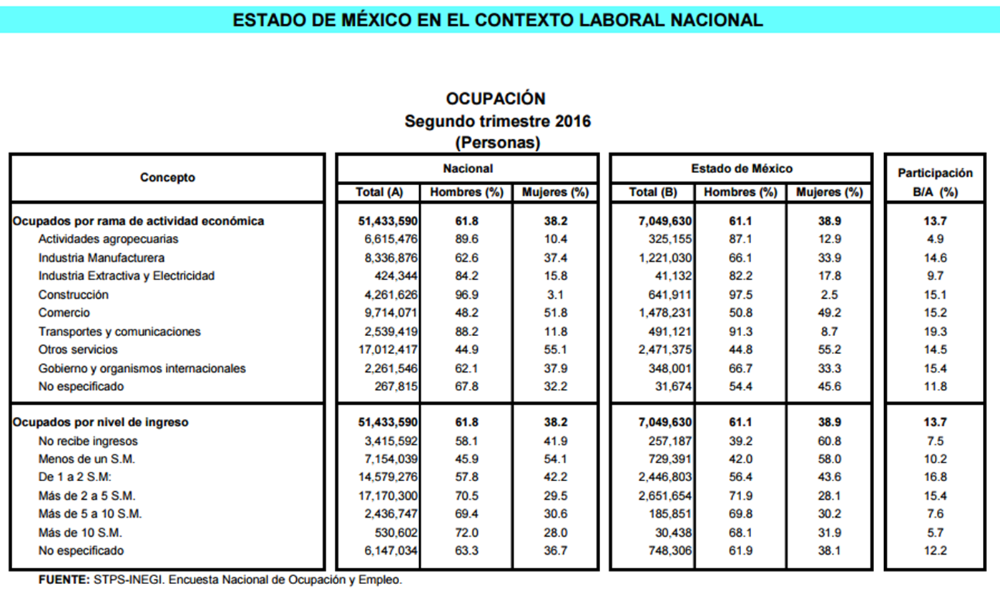 ESTADO DE MÉXICO EN EL CONTEXTO LABORAL NACIONAL
OCUPACIÓN
Segundo trimestre 2016
(Personas)
Concepto Nacional Estado de México Participación
Total (A) Hombres (%) Mujeres (%) Total (B) Hombres (%) Mujeres (%) B/A (%)
Ocupados por rama de actividad económica 51,433,590 61.8 38.2 7,049,630 61.1 38.9 13.7
Actividades agropecuarias 6,615,476 89.6 10.4 325,155 87.1 12.9 4.9
Industria Manufacturera 8,336,876 62.6 37.4 1,221,030 66.1 33.9 14.6
Industria Extractiva y Electricidad 424,344 84.2 15.8 41,132 82.2 17.8 9.7
Construcción 4,261,626 96.9 3.1 641,911 97.5 2.5 15.1
Comercio 9,714,071 48.2 51.8 1,478,231 50.8 49.2 15.2
Transportes y comunicaciones 2,539,419 88.2 11.8 491,121 91.3 8.7 19.3
Otros servicios 17,012,417 44.9 55.1 2,471,375 44.8 55.2 14.5
Gobierno y organismos internacionales 2,261,546 62.1 37.9 348,001 66.7 33.3 15.4
No especificado 267,815 67.8 32.2 31,674 54.4 45.6 11.8
Ocupados por nivel de ingreso 51,433,590 61.8 38.2 7,049,630 61.1 38.9 13.7
No recibe ingresos 3,415,592 58.1 41.9 257,187 39.2 60.8 7.5
Menos de un S.M. 7,154,039 45.9 54.1 729,391 42.0 58.0 10.2
De 1 a 2 S.M: 14,579,276 57.8 42.2 2,446,803 56.4 43.6 16.8
Más de 2 a 5 S.M. 17,170,300 70.5 29.5 2,651,654 71.9 28.1 15.4
Más de 5 a 10 S.M. 2,436,747 69.4 30.6 185,851 69.8 30.2 7.6
Más de 10 S.M. 530,602 72.0 28.0 30,438 68.1 31.9 5.7
No especificado 6,147,034 63.3 36.7 748,306 61.9 38.1 12.2
FUENTE: STPS-INEGI. Encuesta Nacional de Ocupación y Empleo.